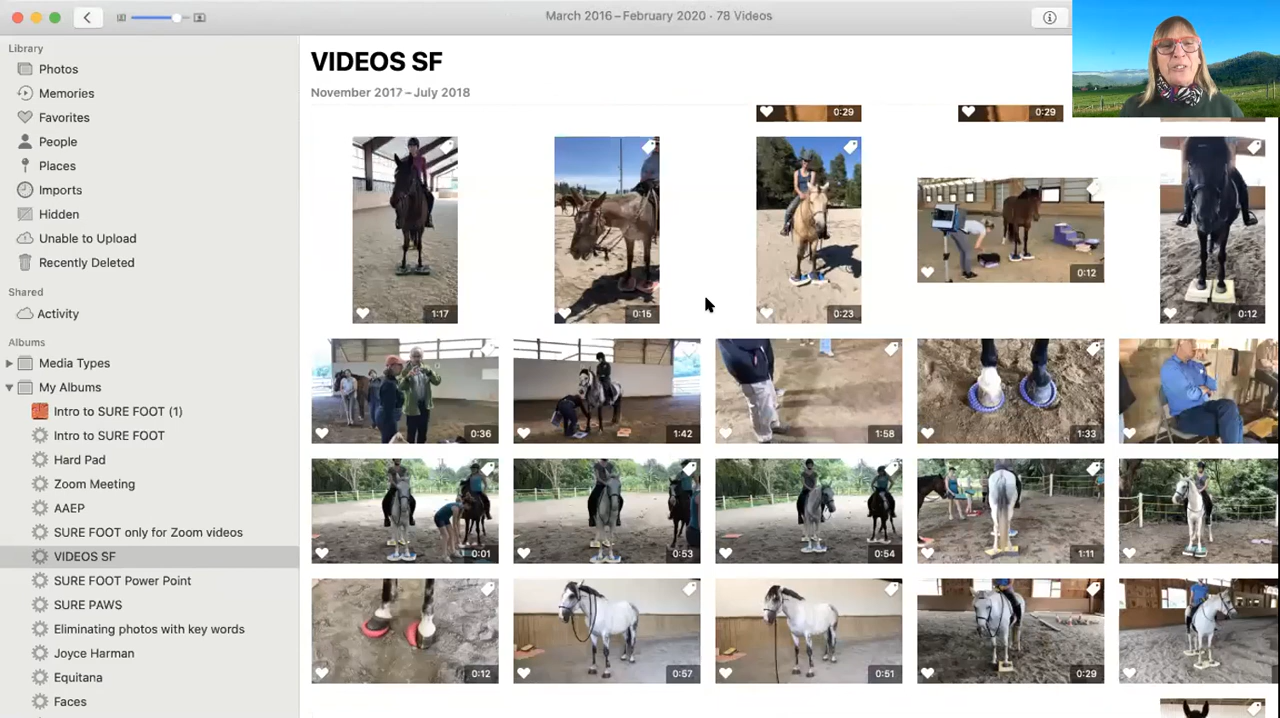 March 2016 – February 2020 · 78 Videos
Library
Photos
Memories
Favorites
People
Places
Imports
Hidden
Unable to Upload
Recently Deleted
Shared
Activity
Albums
Media Types
My Albums
Intro to SURE FOOT (1)
Intro to SURE FOOT
Hard Pad
Zoom Meeting
AAEP
SURE FOOT only for Zoom videos
VIDEOS SF
SURE FOOT Power Point
SURE PAWS
Eliminating photos with key words
Joyce Harman
Equitana
Faces
VIDEOS SF
November 2017 – July 2018
0:29 0:29
1:17 0:15 0:23 0:12 0:12
0:36 1:42 1:58 1:33
0:01 0:53 0:54 1:11
0:12 0:57 0:51 0:29